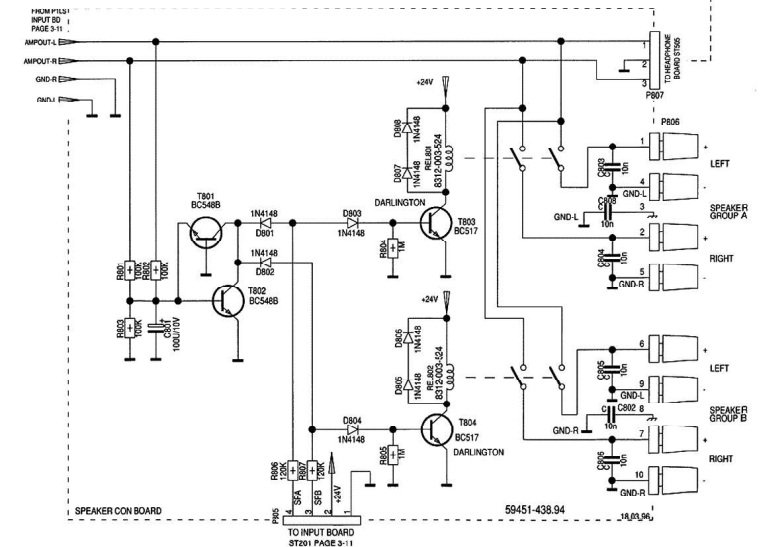 FROM PTLS
INPUT BD
PAGE 3-11
AMPOUT-L
AMPOUT-R
GND-R
GND-L
1
2
3
TO HEADPHONE
BOARD ST505
P807
+24V
D808
1N4148
D807
1N4148
REL801
8312-003-524
DARLINGTON
T803
BC517
P806
1
+
LEFT
C803
10n
4
-
GND-L
C808
10n
3
GND-L
SPEAKER
GROUP A
2
+
RIGHT
C804
10n
5
-
GND-R
T801
BC548B
1N4148
D801
D803
1N4148
1N4148
D802
R804
1M
R801
100K
R802
100K
T802
BC548B
R803
100K
C801
100U/10V
+24V
D806
1N4148
D805
1N4148
REL802
8312-003-524
D804
1N4148
T804
BC517
DARLINGTON
R805
1M
6
+
LEFT
C805
10n
9
-
GND-L
C802
10n
8
GND-R
SPEAKER
GROUP B
7
+
RIGHT
C806
10n
10
-
GND-R
R806
120K
R807
120K
SFA
SFB
+24V
P805
4
3
2
1
SPEAKER CON BOARD
TO INPUT BOARD
ST201 PAGE 3-11
59451-438.94
18.03.96